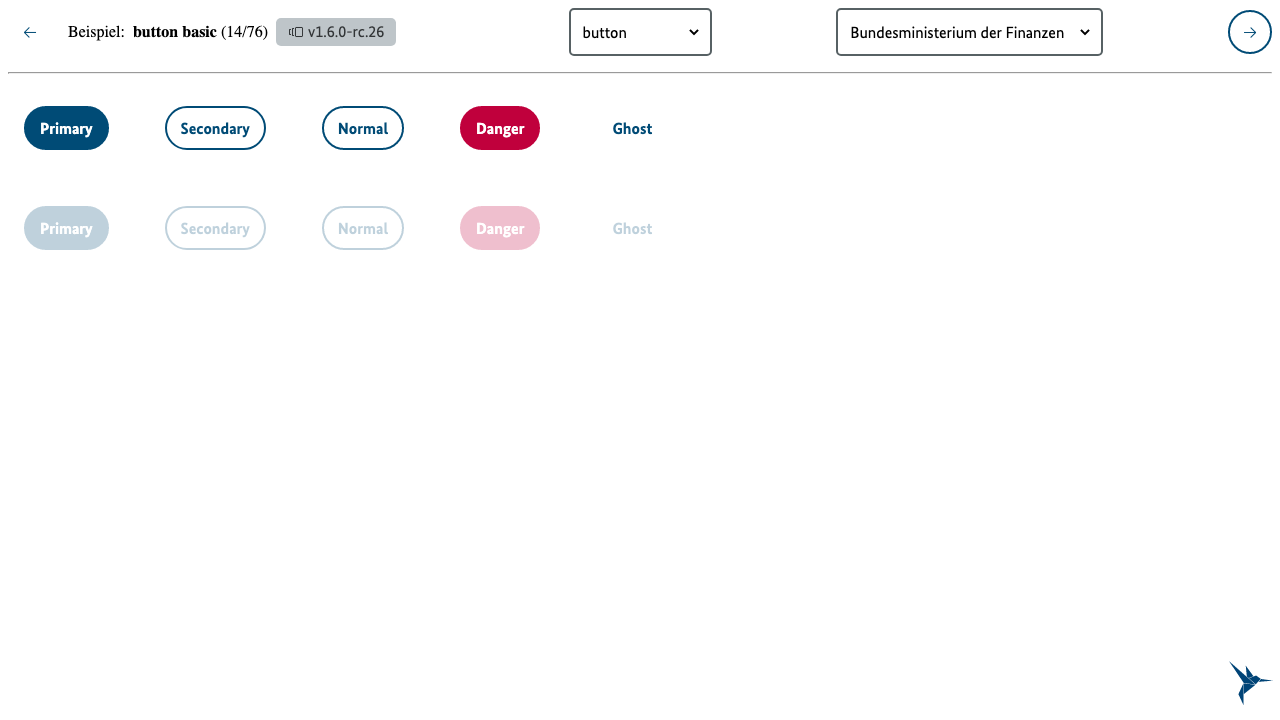 Beispiel: button basic (14/76) v1.6.0-rc.26 button Bundesministerium der Finanzen
Primary Secondary Normal Danger Ghost
Primary Secondary Normal Danger Ghost